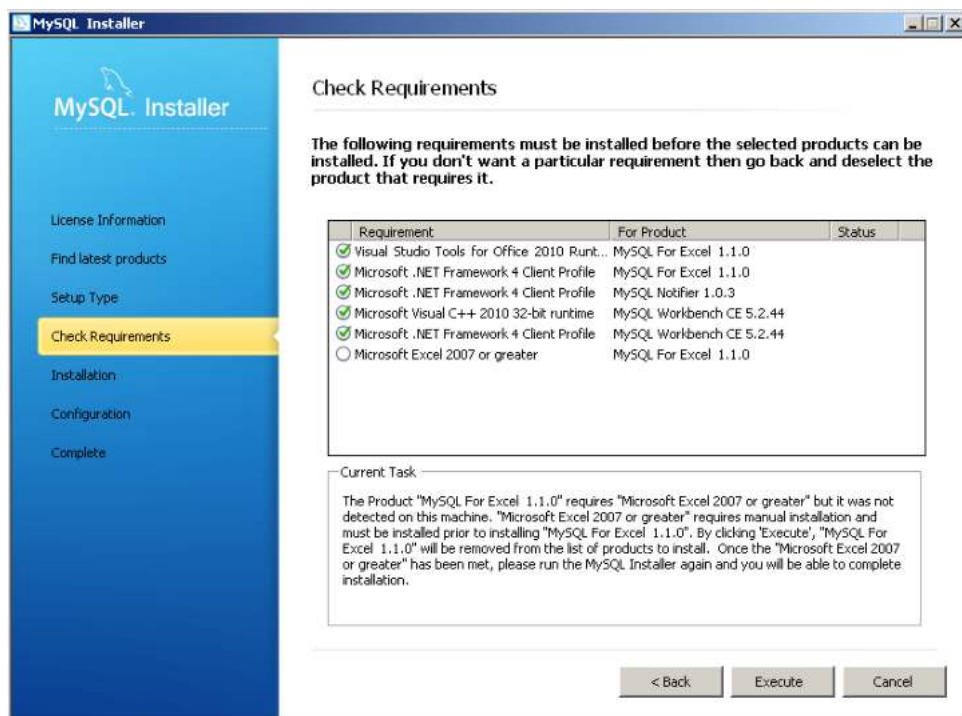 MySQL Installer
MySQL. Installer
License Information
Find latest products
Setup Type
Check Requirements
Installation
Configuration
Complete
Check Requirements
The following requirements must be installed before the selected products can be
installed. If you don't want a particular requirement then go back and deselect the
product that requires it.
Requirement For Product Status
Visual Studio Tools for Office 2010 Runt... MySQL For Excel 1.1.0
Microsoft .NET Framework 4 Client Profile MySQL For Excel 1.1.0
Microsoft .NET Framework 4 Client Profile MySQL Notifier 1.0.3
Microsoft Visual C++ 2010 32-bit runtime MySQL Workbench CE 5.2.44
Microsoft .NET Framework 4 Client Profile MySQL Workbench CE 5.2.44
Microsoft Excel 2007 or greater MySQL For Excel 1.1.0
Current Task
The Product "MySQL For Excel 1.1.0" requires "Microsoft Excel 2007 or greater" but it was not
detected on this machine. "Microsoft Excel 2007 or greater" requires manual installation and
must be installed prior to installing "MySQL For Excel 1.1.0". By clicking 'Execute', "MySQL For
Excel 1.1.0" will be removed from the list of products to install. Once the "Microsoft Excel 2007
or greater" has been met, please run the MySQL Installer again and you will be able to complete
installation.
< Back Execute Cancel